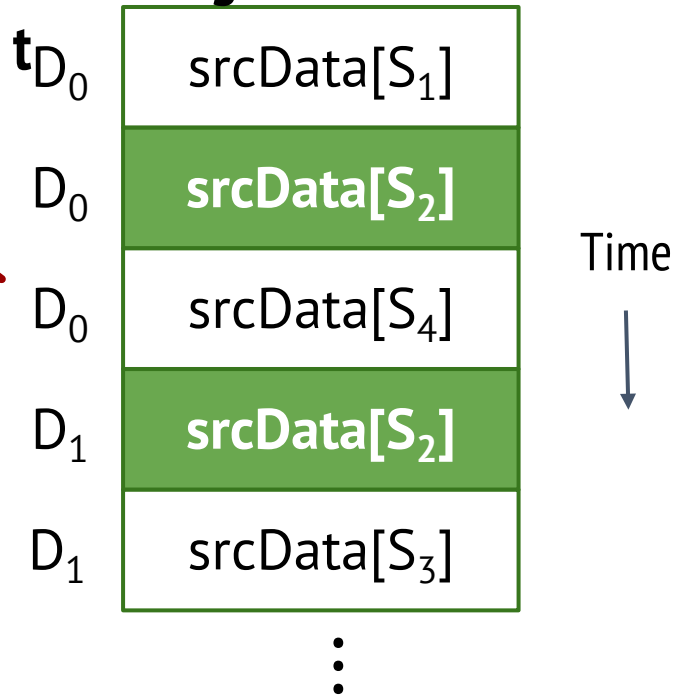 t
D₀ srcData[S₁]
D₀ srcData[S₂]
Time
D₀ srcData[S₄]
D₁ srcData[S₂]
D₁ srcData[S₃]
⋮